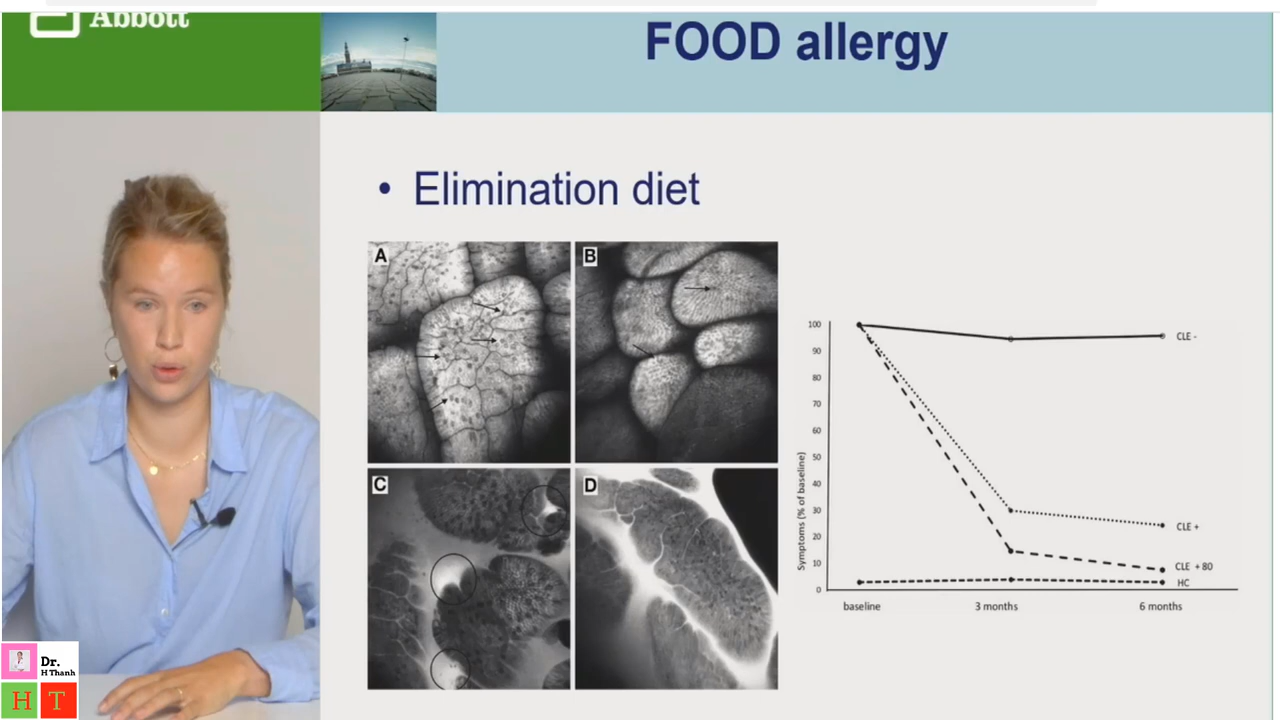 Abbott
FOOD allergy
• Elimination diet
A
B
C
D
Symptoms (% of baseline)
100
90
80
70
60
50
40
30
20
10
0
baseline
3 months
6 months
CLE -
CLE +
CLE + 80
HC
Dr.
H Thanh
H T